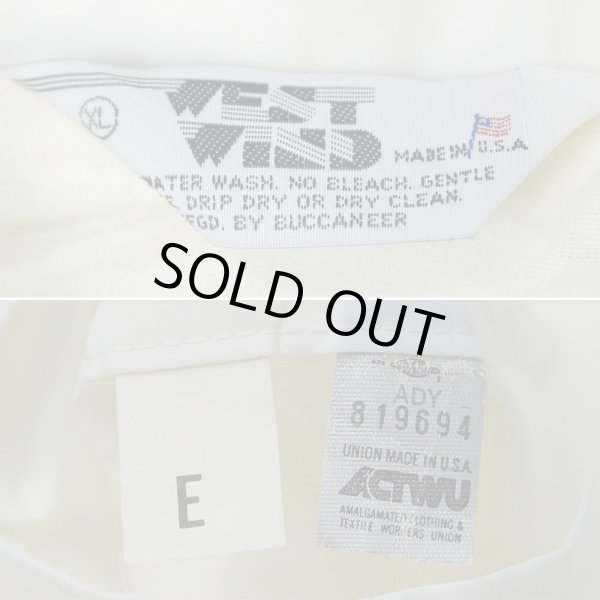 XL
WEST
WIND
MADE IN U.S.A
WATER WASH. NO BLEACH. GENTLE
DRIP DRY OR DRY CLEAN.
BY BUCCANEER
SOLD OUT
E
ADY
819694
UNION MADE IN U.S.A.
ACTWU
AMALGAMATED CLOTHING &
TEXTILE WORKERS UNION